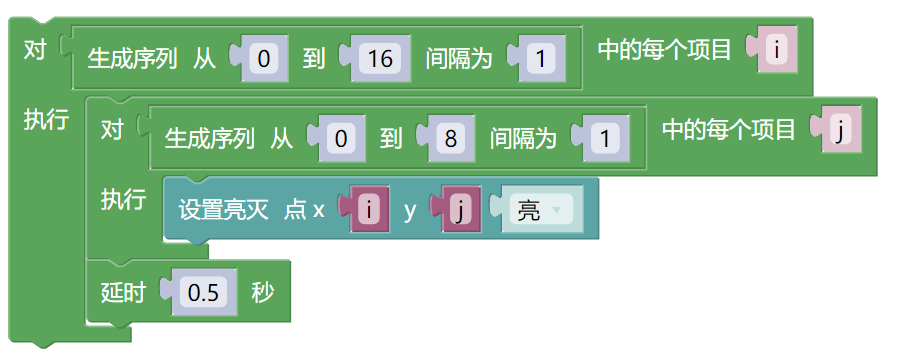 对 生成序列 从 0 到 16 间隔为 1 中的每个项目 i
执行 对 生成序列 从 0 到 8 间隔为 1 中的每个项目 j
执行 设置亮灭 点 x i y j 亮
延时 0.5 秒